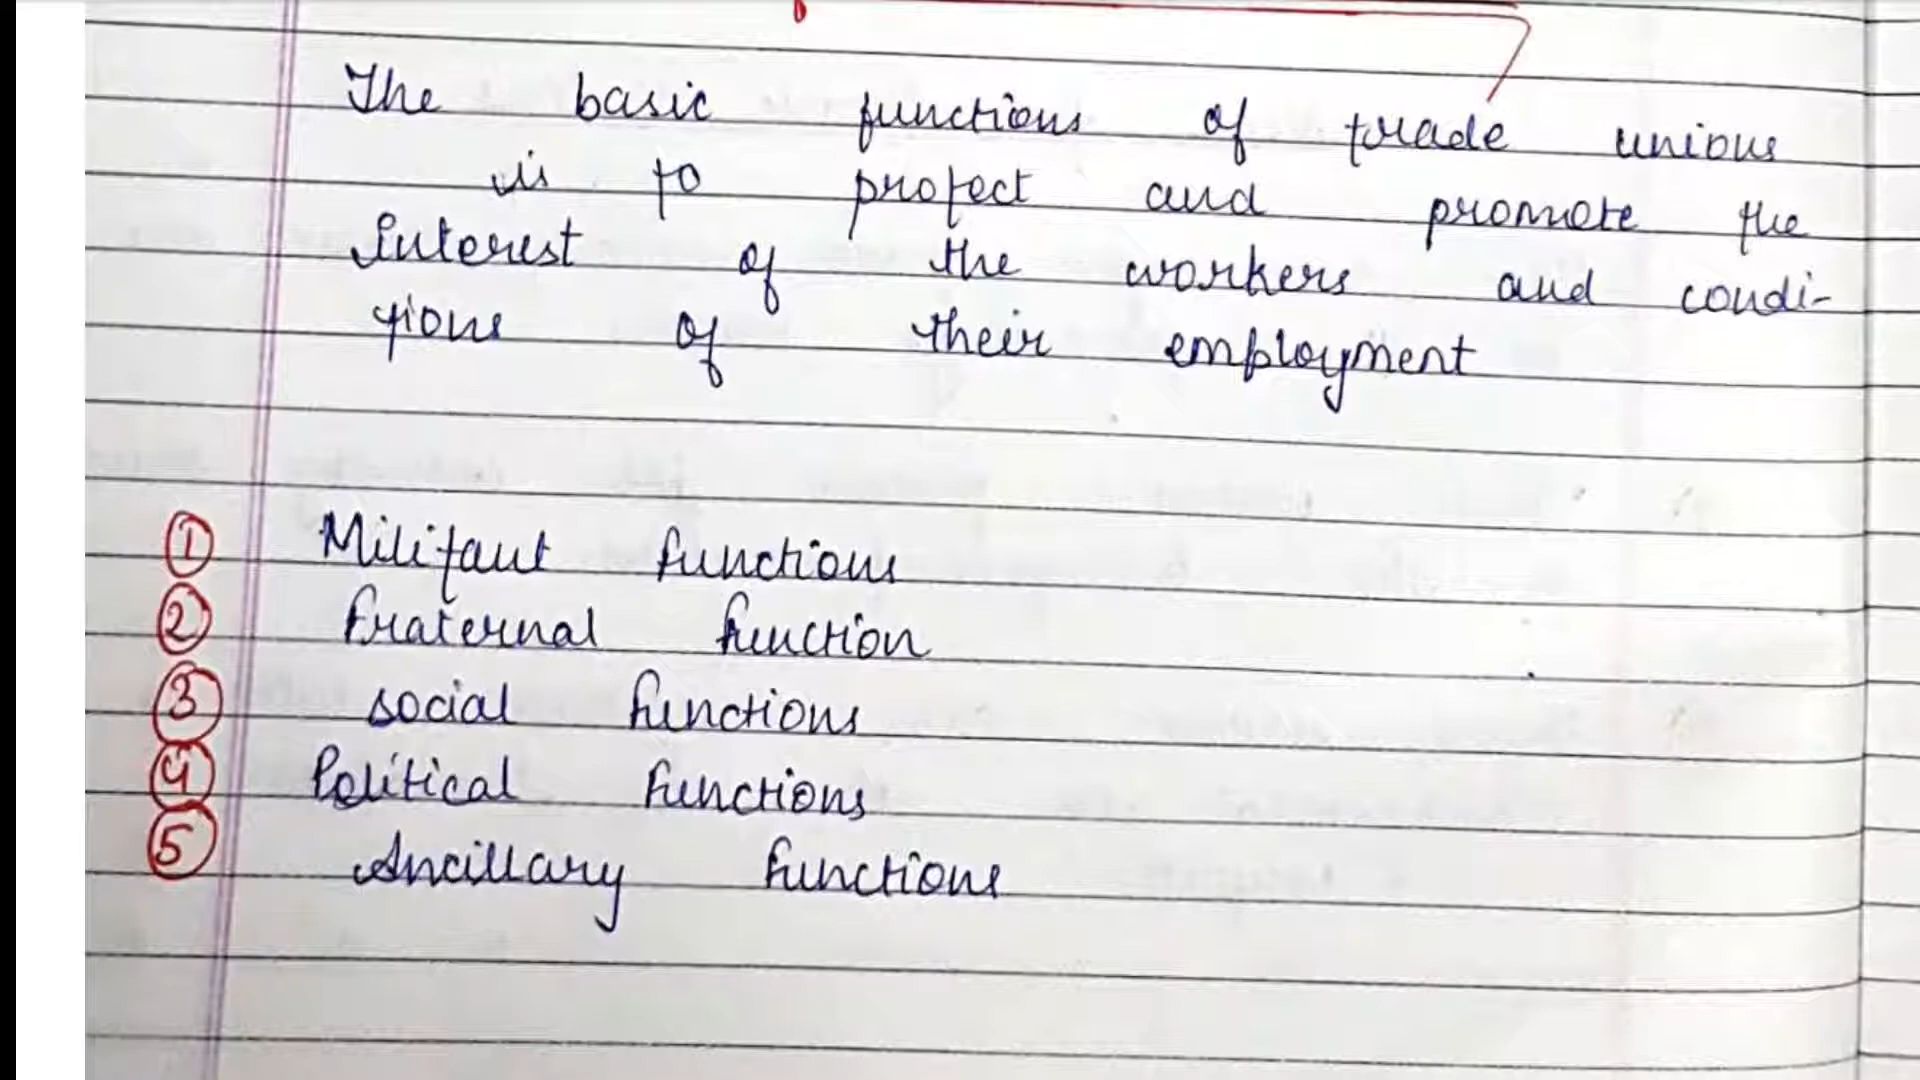 The basic functions of trade unions
is to protect and promote the
Interest of the workers and condi-
tions of their employment
① Militant functions
② fraternal function
③ social functions
④ Political functions
⑤ Ancillary functions